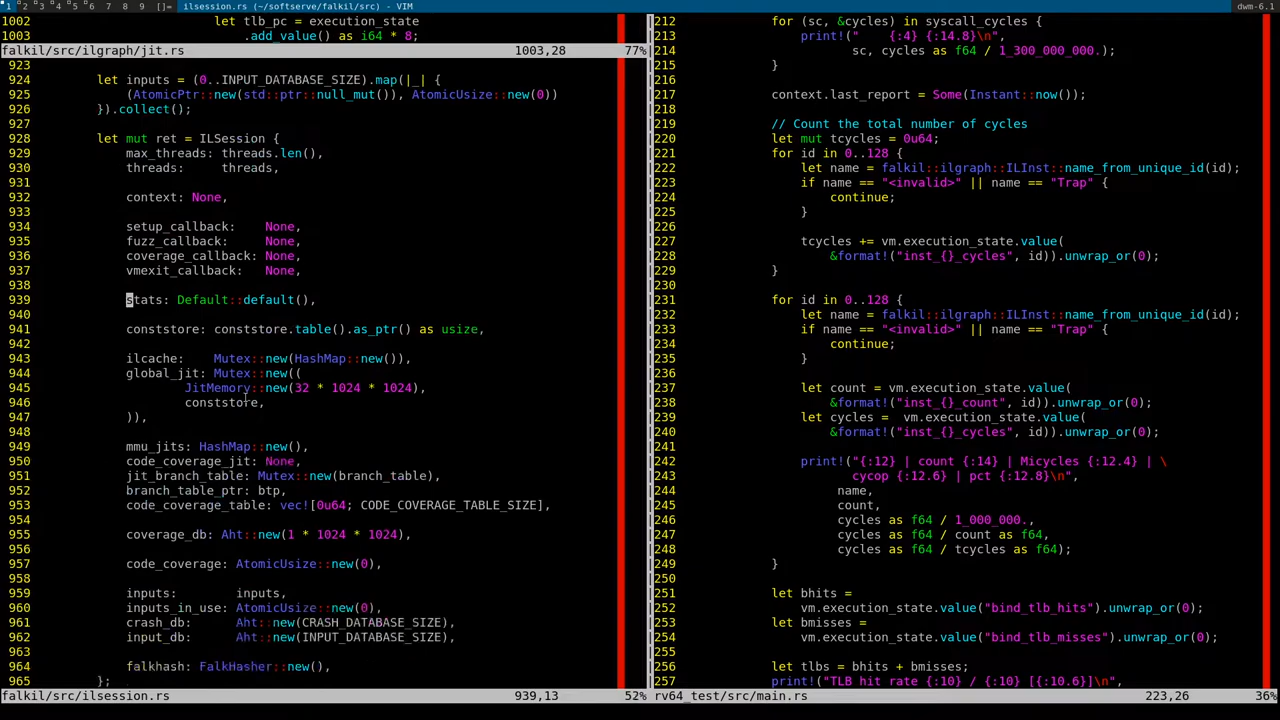 1 2 3 4 5 6 7 8 9 []= ilsession.rs (~/softserve/falkil/src) - VIM dwm-6.1
1002 let tlb_pc = execution_state
1003 .add_value() as i64 * 8;
falkil/src/ilgraph/jit.rs 1003,28 77%
923
924 let inputs = (0..INPUT_DATABASE_SIZE).map(|_| {
925 (AtomicPtr::new(std::ptr::null_mut()), AtomicUsize::new(0))
926 }).collect();
927
928 let mut ret = ILSession {
929 max_threads: threads.len(),
930 threads: threads,
931
932 context: None,
933
934 setup_callback: None,
935 fuzz_callback: None,
936 coverage_callback: None,
937 vmexit_callback: None,
938
939 stats: Default::default(),
940
941 conststore: conststore.table().as_ptr() as usize,
942
943 ilcache: Mutex::new(HashMap::new()),
944 global_jit: Mutex::new((
945 JitMemory::new(32 * 1024 * 1024),
946 conststore,
947 )),
948
949 mmu_jits: HashMap::new(),
950 code_coverage_jit: None,
951 jit_branch_table: Mutex::new(branch_table),
952 branch_table_ptr: btp,
953 code_coverage_table: vec![0u64; CODE_COVERAGE_TABLE_SIZE],
954
955 coverage_db: Aht::new(1 * 1024 * 1024),
956
957 code_coverage: AtomicUsize::new(0),
958
959 inputs: inputs,
960 inputs_in_use: AtomicUsize::new(0),
961 crash_db: Aht::new(CRASH_DATABASE_SIZE),
962 input_db: Aht::new(INPUT_DATABASE_SIZE),
963
964 falkhash: FalkHasher::new(),
965 };
falkil/src/ilsession.rs 939,13 52%
212 for (sc, &cycles) in syscall_cycles {
213 print!(" {:4} {:14.8}\n",
214 sc, cycles as f64 / 1_300_000_000.);
215 }
216
217 context.last_report = Some(Instant::now());
218
219 // Count the total number of cycles
220 let mut tcycles = 0u64;
221 for id in 0..128 {
222 let name = falkil::ilgraph::ILInst::name_from_unique_id(id);
223 if name == "<invalid>" || name == "Trap" {
224 continue;
225 }
226
227 tcycles += vm.execution_state.value(
228 &format!("inst_{}_cycles", id)).unwrap_or(0);
229 }
230
231 for id in 0..128 {
232 let name = falkil::ilgraph::ILInst::name_from_unique_id(id);
233 if name == "<invalid>" || name == "Trap" {
234 continue;
235 }
236
237 let count = vm.execution_state.value(
238 &format!("inst_{}_count", id)).unwrap_or(0);
239 let cycles = vm.execution_state.value(
240 &format!("inst_{}_cycles", id)).unwrap_or(0);
241
242 print!("{:12} | count {:14} | Micycles {:12.4} | \
243 cycop {:12.6} | pct {:12.8}\n",
244 name,
245 count,
246 cycles as f64 / 1_000_000.,
247 cycles as f64 / count as f64,
248 cycles as f64 / tcycles as f64);
249 }
250
251 let bhits =
252 vm.execution_state.value("bind_tlb_hits").unwrap_or(0);
253 let bmisses =
254 vm.execution_state.value("bind_tlb_misses").unwrap_or(0);
255
256 let tlbs = bhits + bmisses;
257 print!("TLB hit rate {:10} / {:10} [{:10.6}]\n",
rv64_test/src/main.rs 223,26 36%